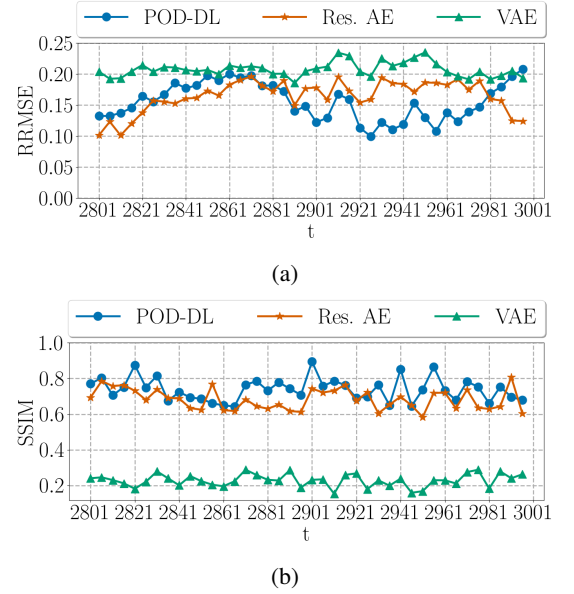 POD-DL Res. AE VAE
0.25
0.20
0.15
0.10
0.05
0.00
RRMSE
2801 2821 2841 2861 2881 2901 2921 2941 2961 2981 3001
t
(a)
POD-DL Res. AE VAE
1.0
0.8
0.6
0.4
0.2
SSIM
2801 2821 2841 2861 2881 2901 2921 2941 2961 2981 3001
t
(b)